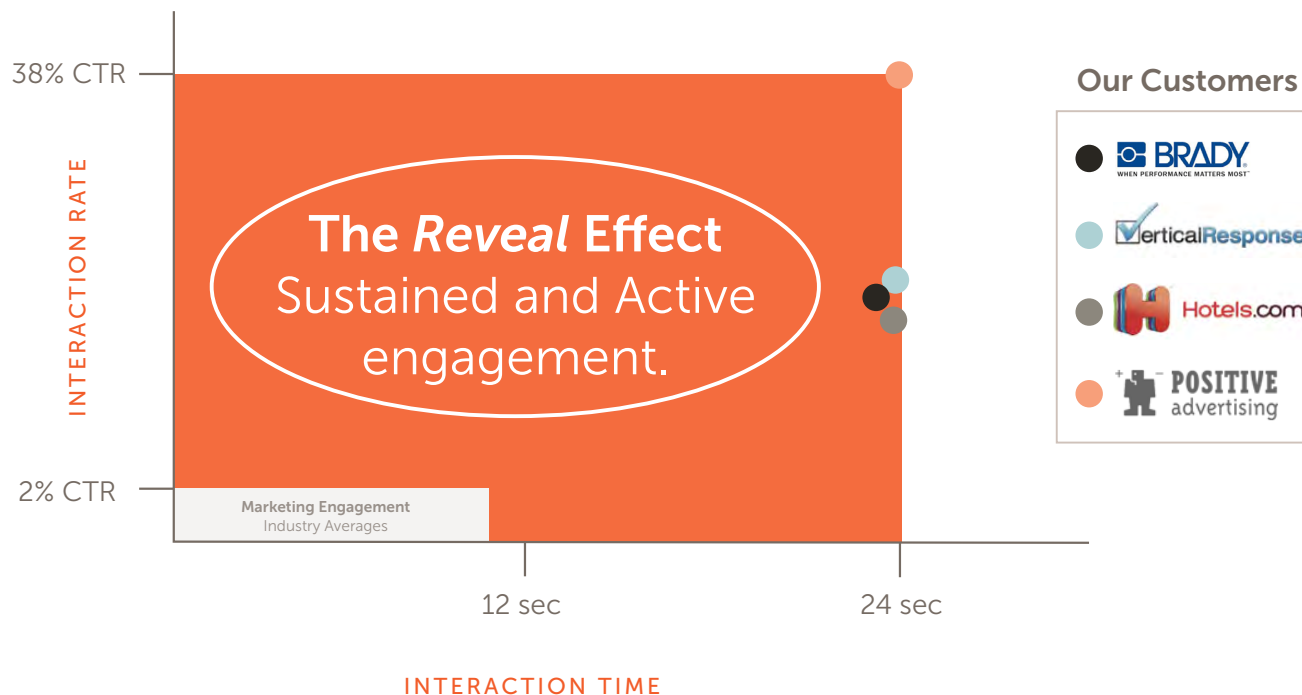 38% CTR
INTERACTION RATE
2% CTR
The Reveal Effect
Sustained and Active
engagement.
Marketing Engagement
Industry Averages
12 sec
24 sec
INTERACTION TIME
Our Customers
BRADY
WHEN PERFORMANCE MATTERS MOST
VerticalResponse
Hotels.com
POSITIVE
advertising